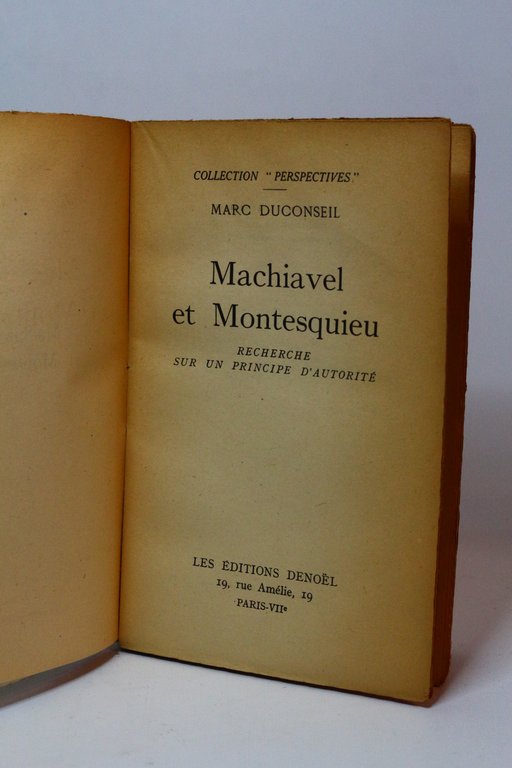 COLLECTION "PERSPECTIVES"
MARC DUCONSEIL
Machiavel
et Montesquieu
RECHERCHE
SUR UN PRINCIPE D'AUTORITÉ
LES ÉDITIONS DENOËL
19, rue Amélie, 19
PARIS-VIIe